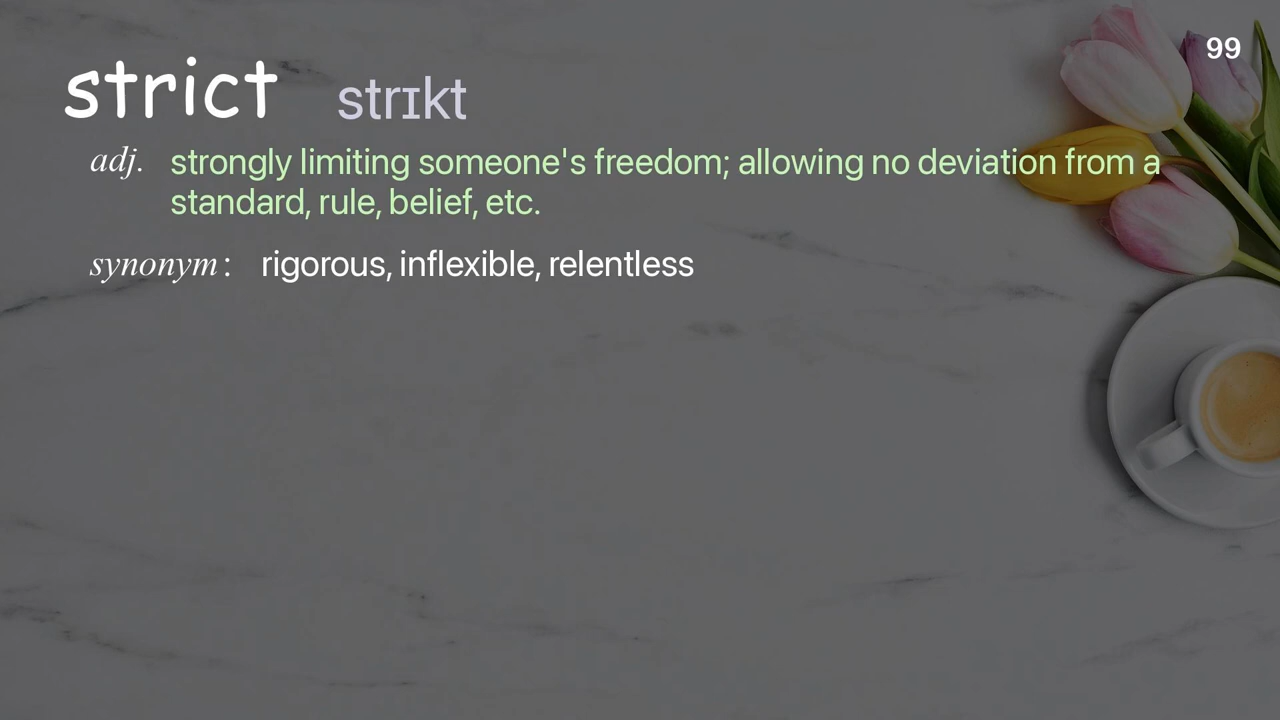 99
strict strɪkt
adj. strongly limiting someone's freedom; allowing no deviation from a
standard, rule, belief, etc.
synonym : rigorous, inflexible, relentless